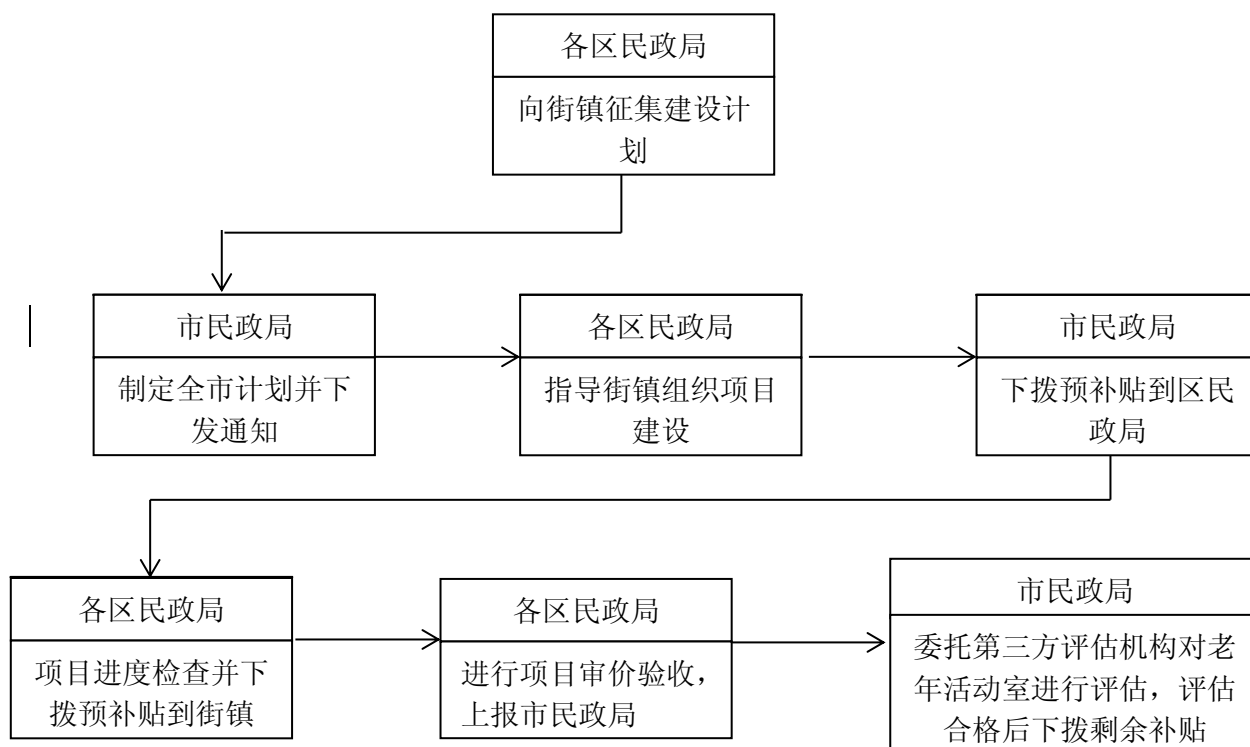 各区民政局
向街镇征集建设计
划
市民政局
制定全市计划并下
发通知
各区民政局
指导街镇组织项目
建设
市民政局
下拨预补贴到区民
政局
各区民政局
项目进度检查并下
拨预补贴到街镇
各区民政局
进行项目审价验收，
上报市民政局
市民政局
委托第三方评估机构对老
年活动室进行评估，评估
合格后下拨剩余补贴